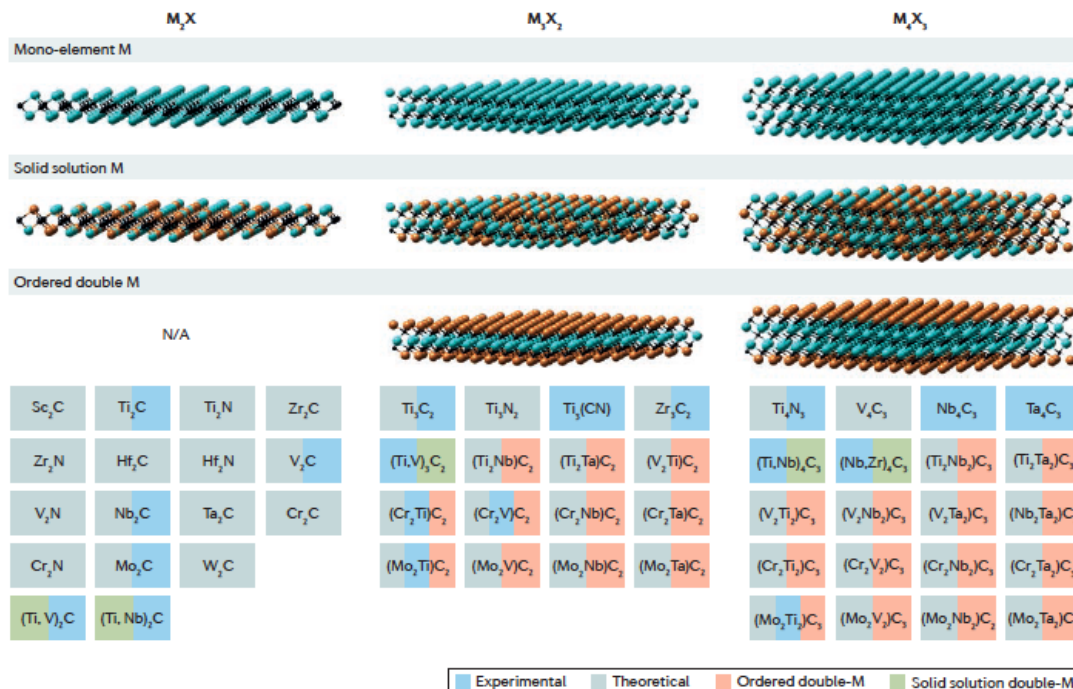 M₂X M₃X₂ M₄X₃
Mono-element M
Solid solution M
Ordered double M
N/A
Sc₂C Ti₂C Ti₂N Zr₂C Ti₃C₂ Ti₃N₂ Ti₃(CN) Zr₃C₂ Ti₄N₃ V₄C₃ Nb₄C₃ Ta₄C₃
Zr₂N Hf₂C Hf₂N V₂C (Ti,V)₃C₂ (Ti₂Nb)C₂ (Ti₂Ta)C₂ (V₂Ti)C₂ (Ti,Nb)₄C₃ (Nb,Zr)₄C₃ (Ti₂Nb₂)C₃ (Ti₂Ta₂)C₃
V₂N Nb₂C Ta₂C Cr₂C (Cr₂Ti)C₂ (Cr₂V)C₂ (Cr₂Nb)C₂ (Cr₂Ta)C₂ (V₂Ti₂)C₃ (V₂Nb₂)C₃ (V₂Ta₂)C₃ (Nb₂Ta₂)C
Cr₂N Mo₂C W₂C (Mo₂Ti)C₂ (Mo₂V)C₂ (Mo₂Nb)C₂ (Mo₂Ta)C₂ (Cr₂Ti₂)C₃ (Cr₂V₂)C₃ (Cr₂Nb₂)C₃ (Cr₂Ta₂)C
(Ti, V)₂C (Ti, Nb)₂C (Mo₂Ti₂)C₃ (Mo₂V₂)C₃ (Mo₂Nb₂)C₂ (Mo₂Ta₂)C
Experimental Theoretical Ordered double-M Solid solution double-M